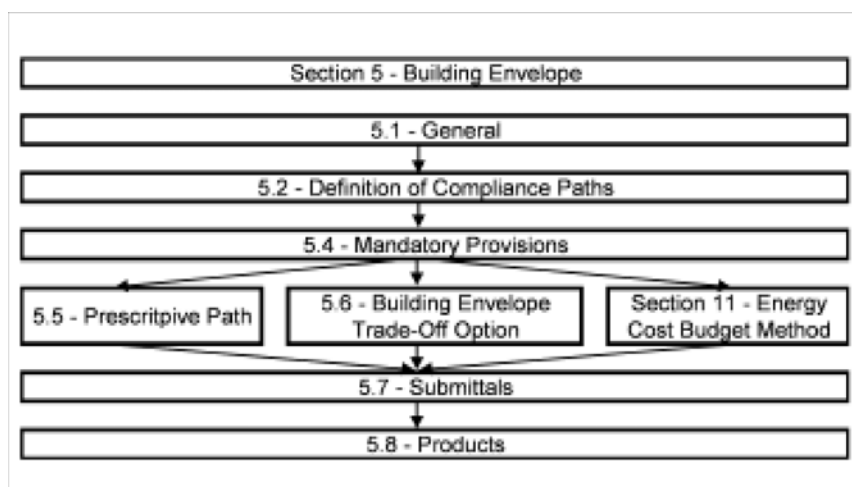 Section 5 - Building Envelope
5.1 - General
5.2 - Definition of Compliance Paths
5.4 - Mandatory Provisions
5.5 - Prescritpive Path
5.6 - Building Envelope
Trade-Off Option
Section 11 - Energy
Cost Budget Method
5.7 - Submittals
5.8 - Products